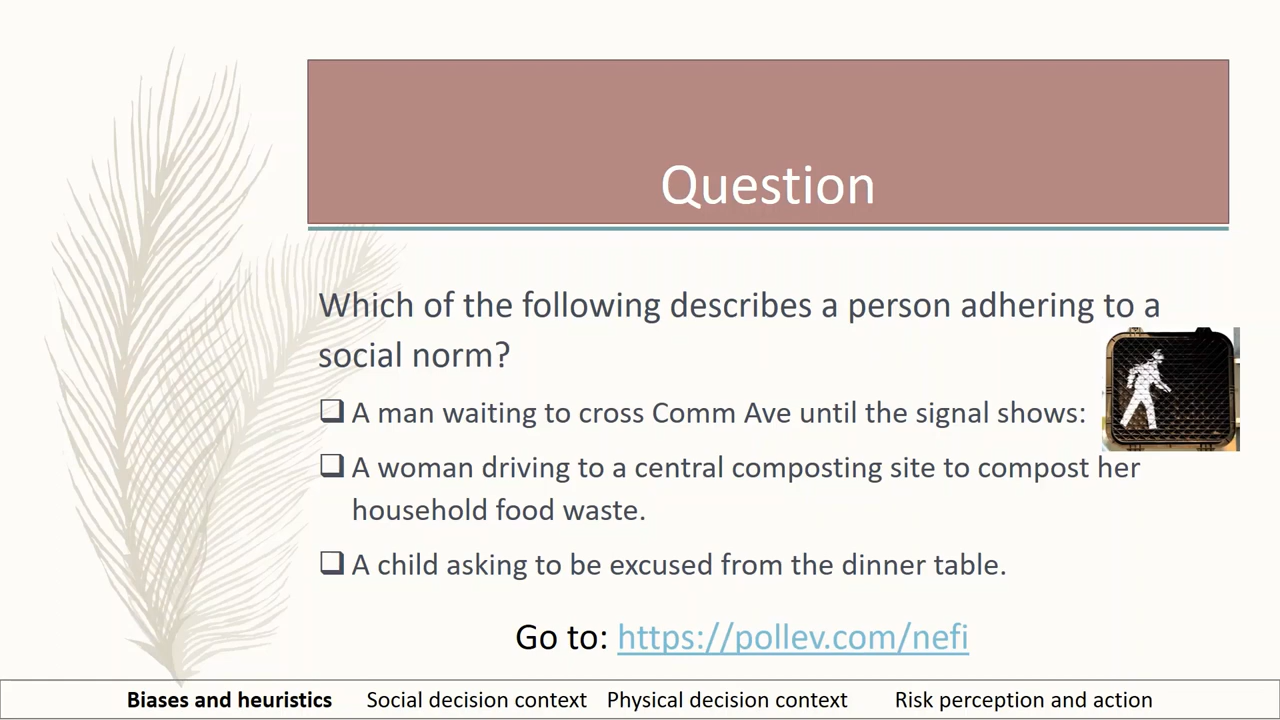 Question
Which of the following describes a person adhering to a
social norm?
❑ A man waiting to cross Comm Ave until the signal shows:
❑ A woman driving to a central composting site to compost her
household food waste.
❑ A child asking to be excused from the dinner table.
Go to: https://pollev.com/nefi
Biases and heuristics Social decision context Physical decision context Risk perception and action